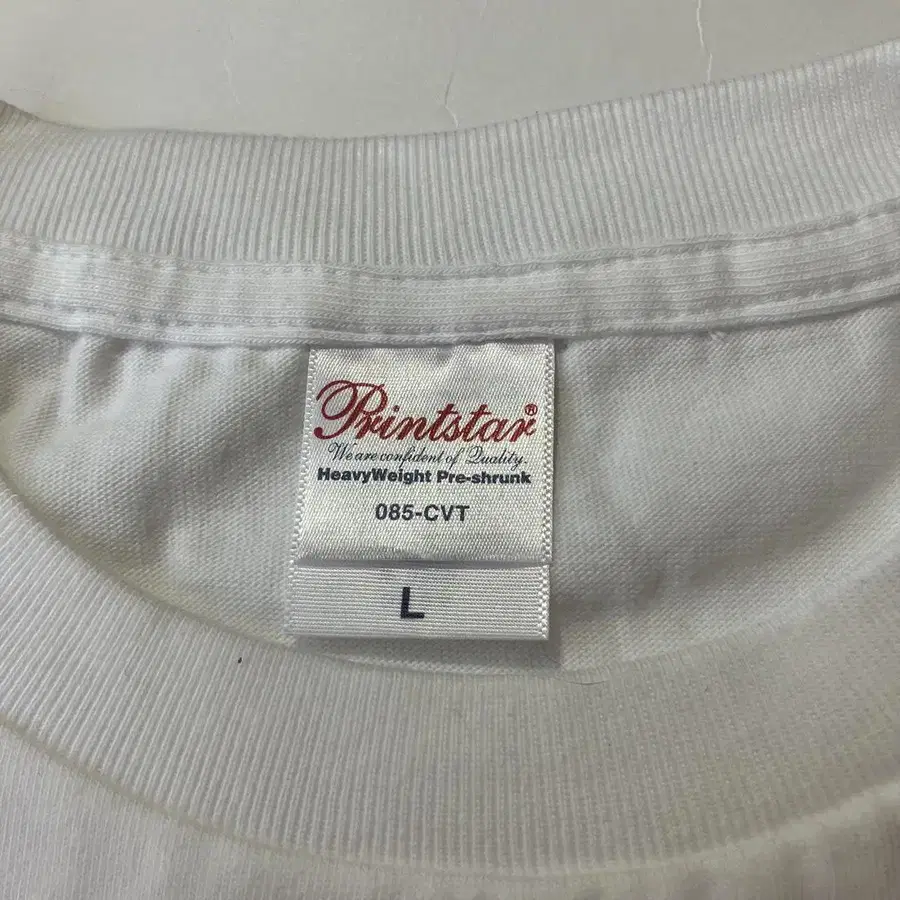 Printstar®
We are confident of Quality.
HeavyWeight Pre-shrunk
085-CVT
L